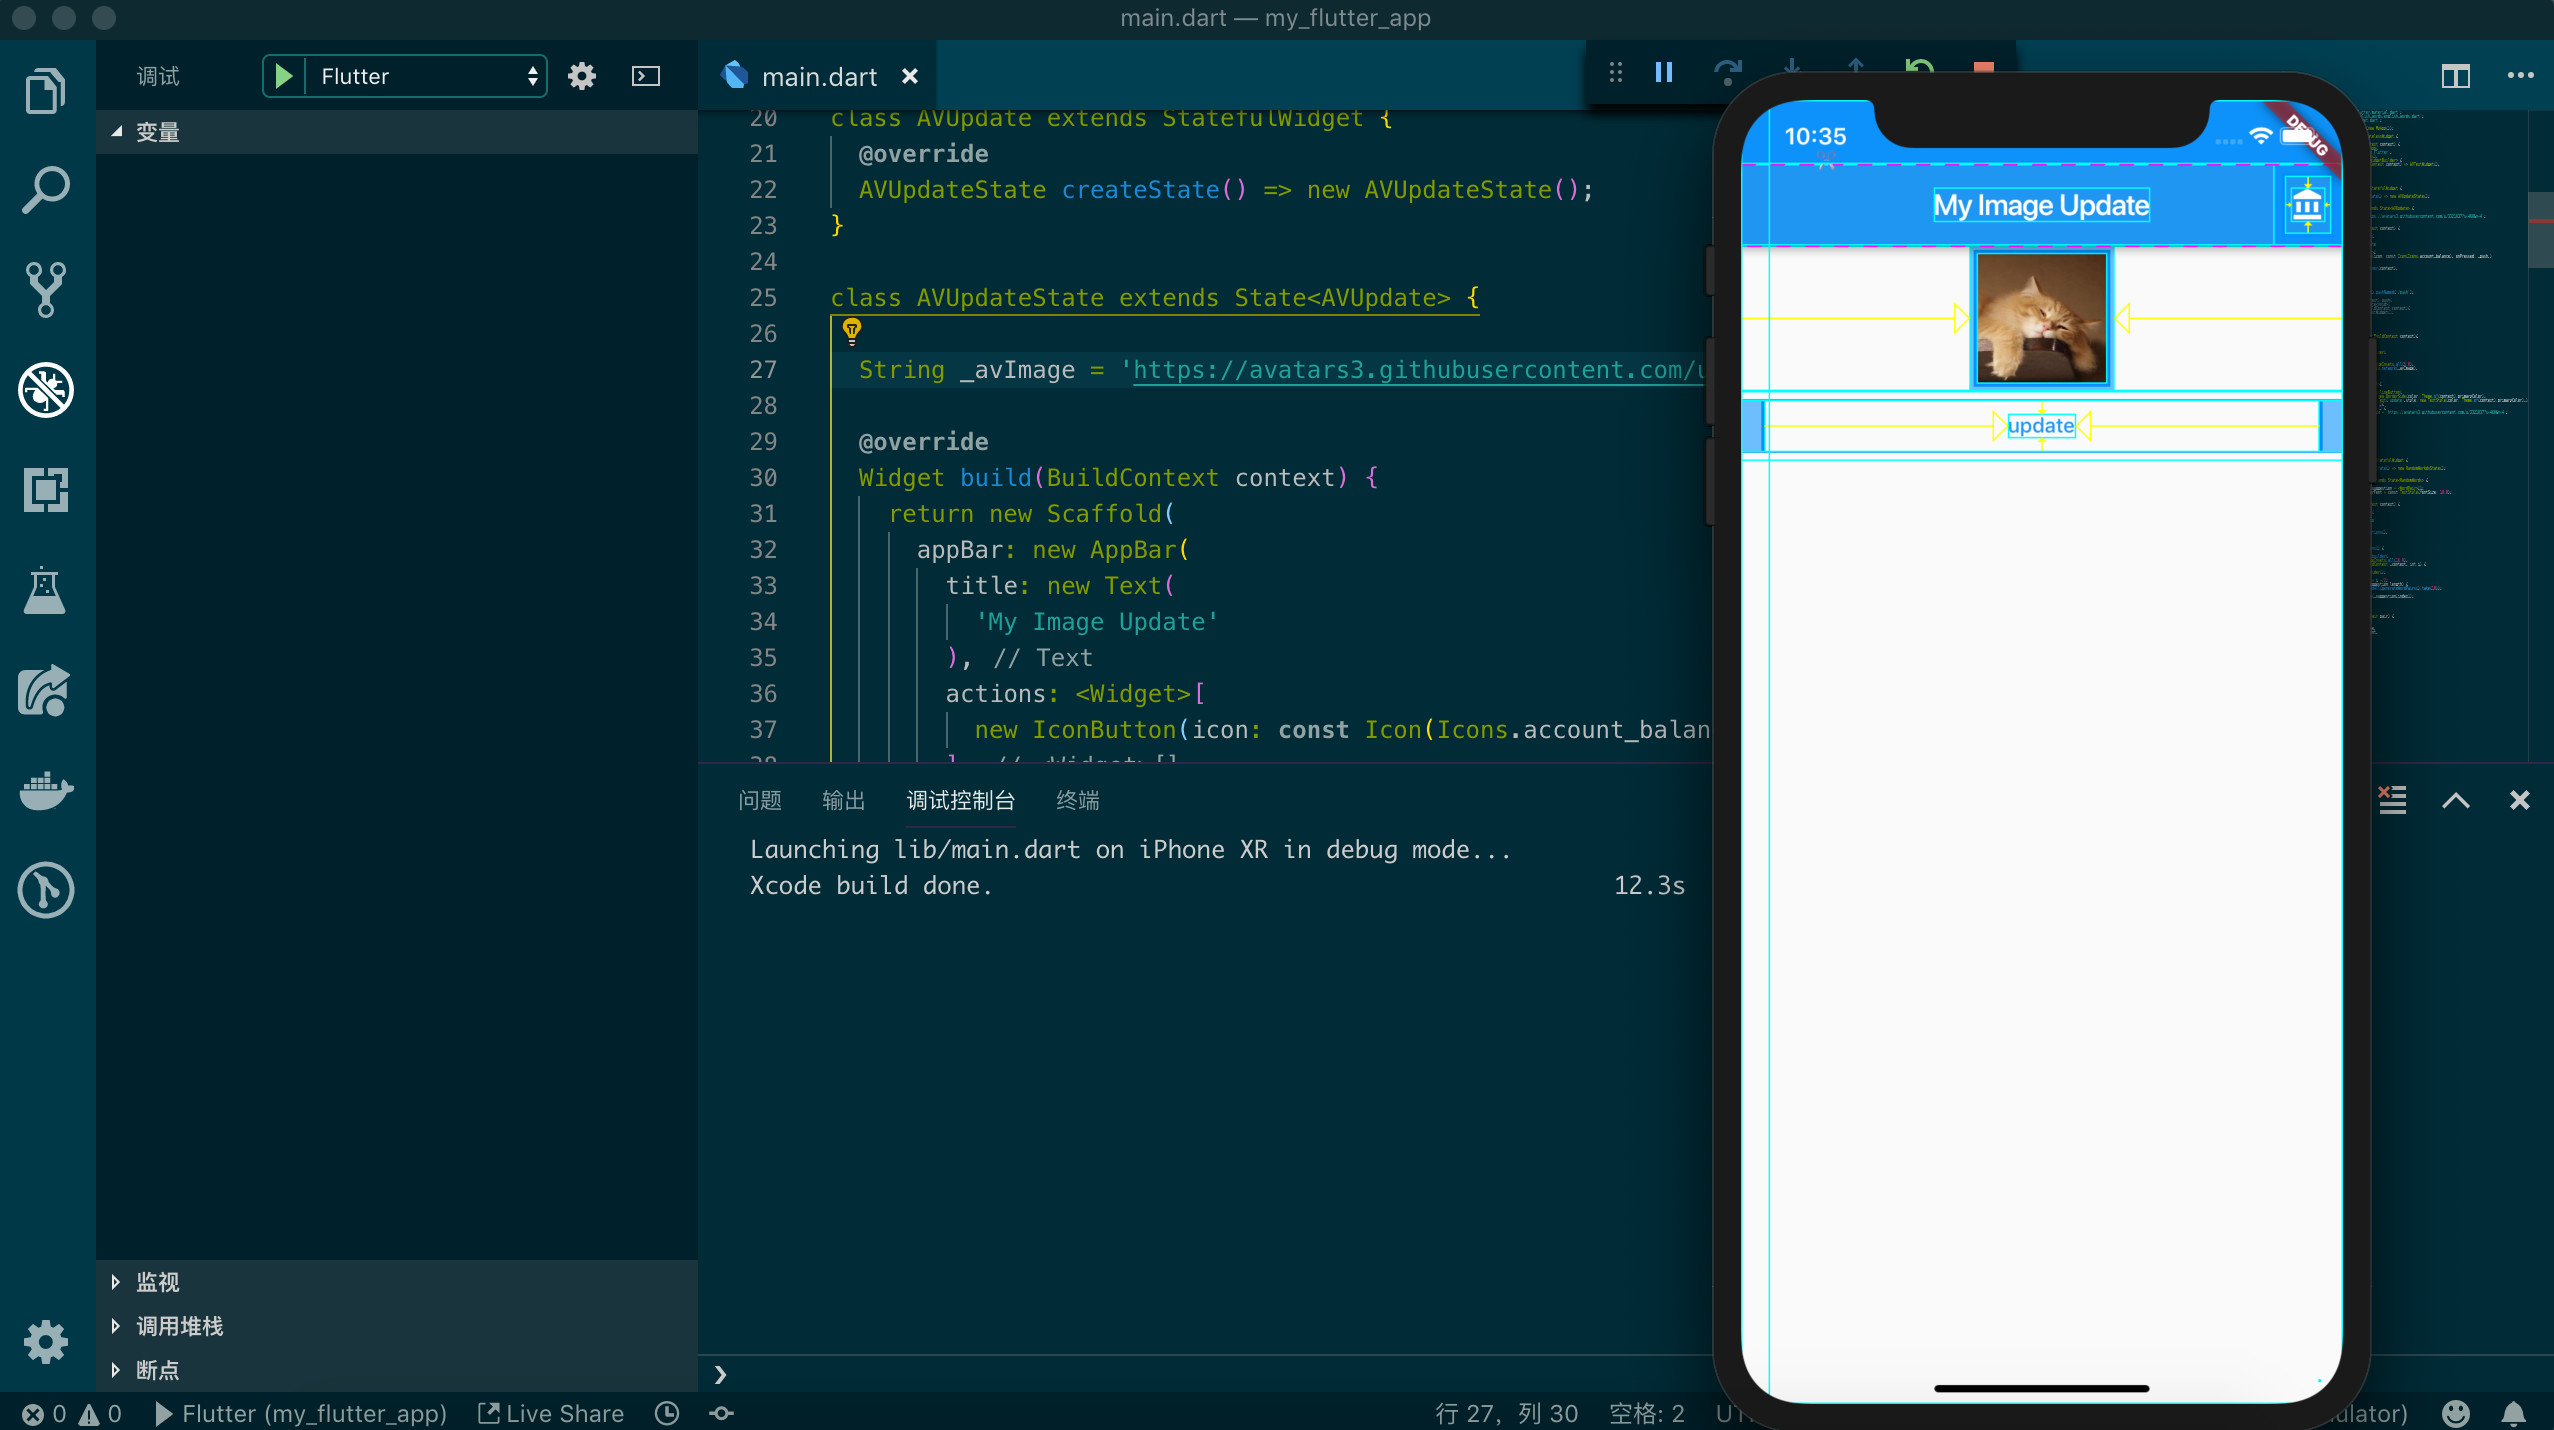 main.dart — my_flutter_app
调试
Flutter
main.dart
变量
20 class AVUpdate extends StatefulWidget {
21 @override
22 AVUpdateState createState() => new AVUpdateState();
23 }
24
25 class AVUpdateState extends State<AVUpdate> {
26
27 String _avImage = 'https://avatars3.githubusercontent.com/u
28
29 @override
30 Widget build(BuildContext context) {
31 return new Scaffold(
32 appBar: new AppBar(
33 title: new Text(
34 'My Image Update'
35 ), // Text
36 actions: <Widget>[
37 new IconButton(icon: const Icon(Icons.account_balan
38 ], // <Widget>[]
问题 输出 调试控制台 终端
Launching lib/main.dart on iPhone XR in debug mode...
Xcode build done. 12.3s
10:35
DEBUG
My Image Update
update
监视
调用堆栈
断点
0 0 Flutter (my_flutter_app) Live Share 行 27，列 30 空格: 2 UT ulator)